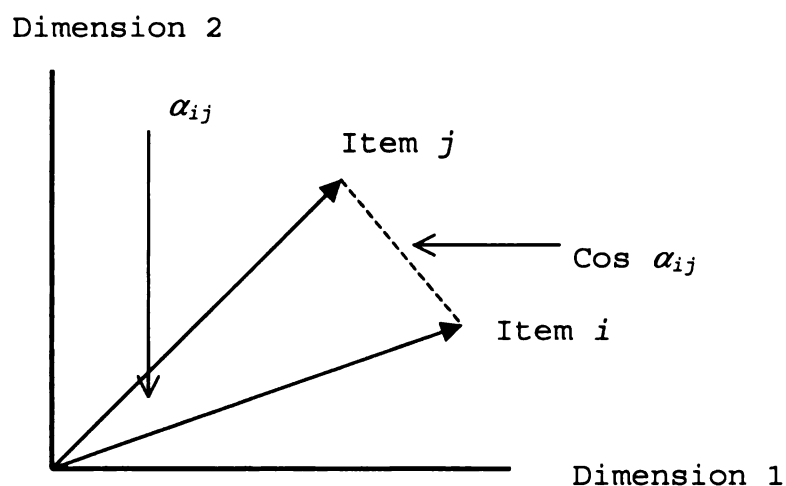 Dimension 2
αij
Item j
Cos αij
Item i
Dimension 1